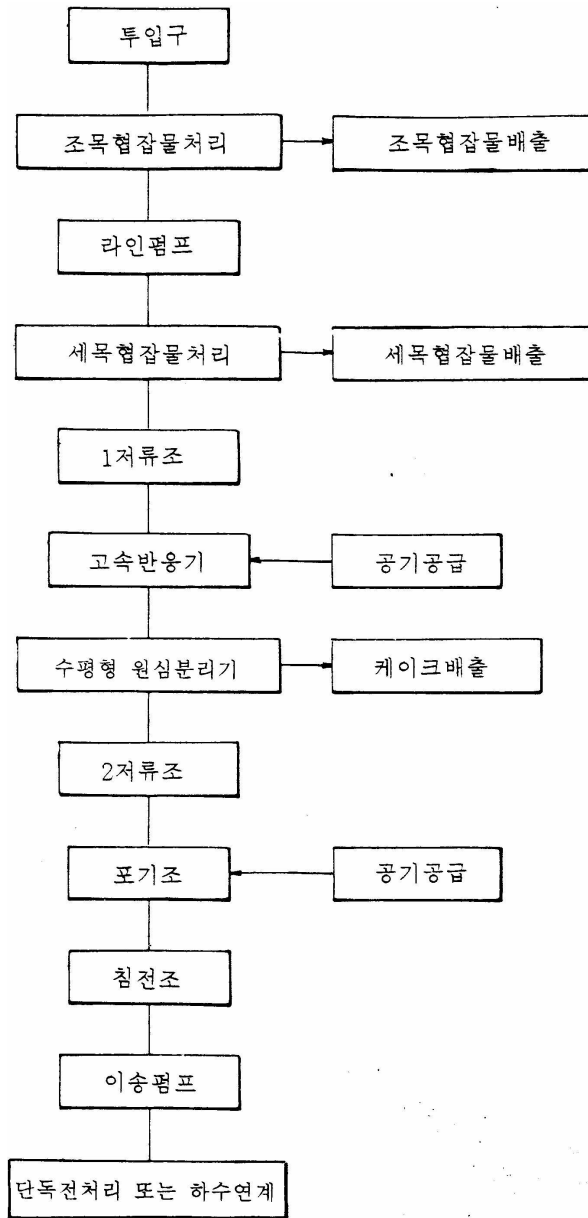 투입구
조목협잡물처리
조목협잡물배출
라인펌프
세목협잡물처리
세목협잡물배출
1저류조
고속반응기
공기공급
수평형 원심분리기
케이크배출
2저류조
포기조
공기공급
침전조
이송펌프
단독전처리 또는 하수연계